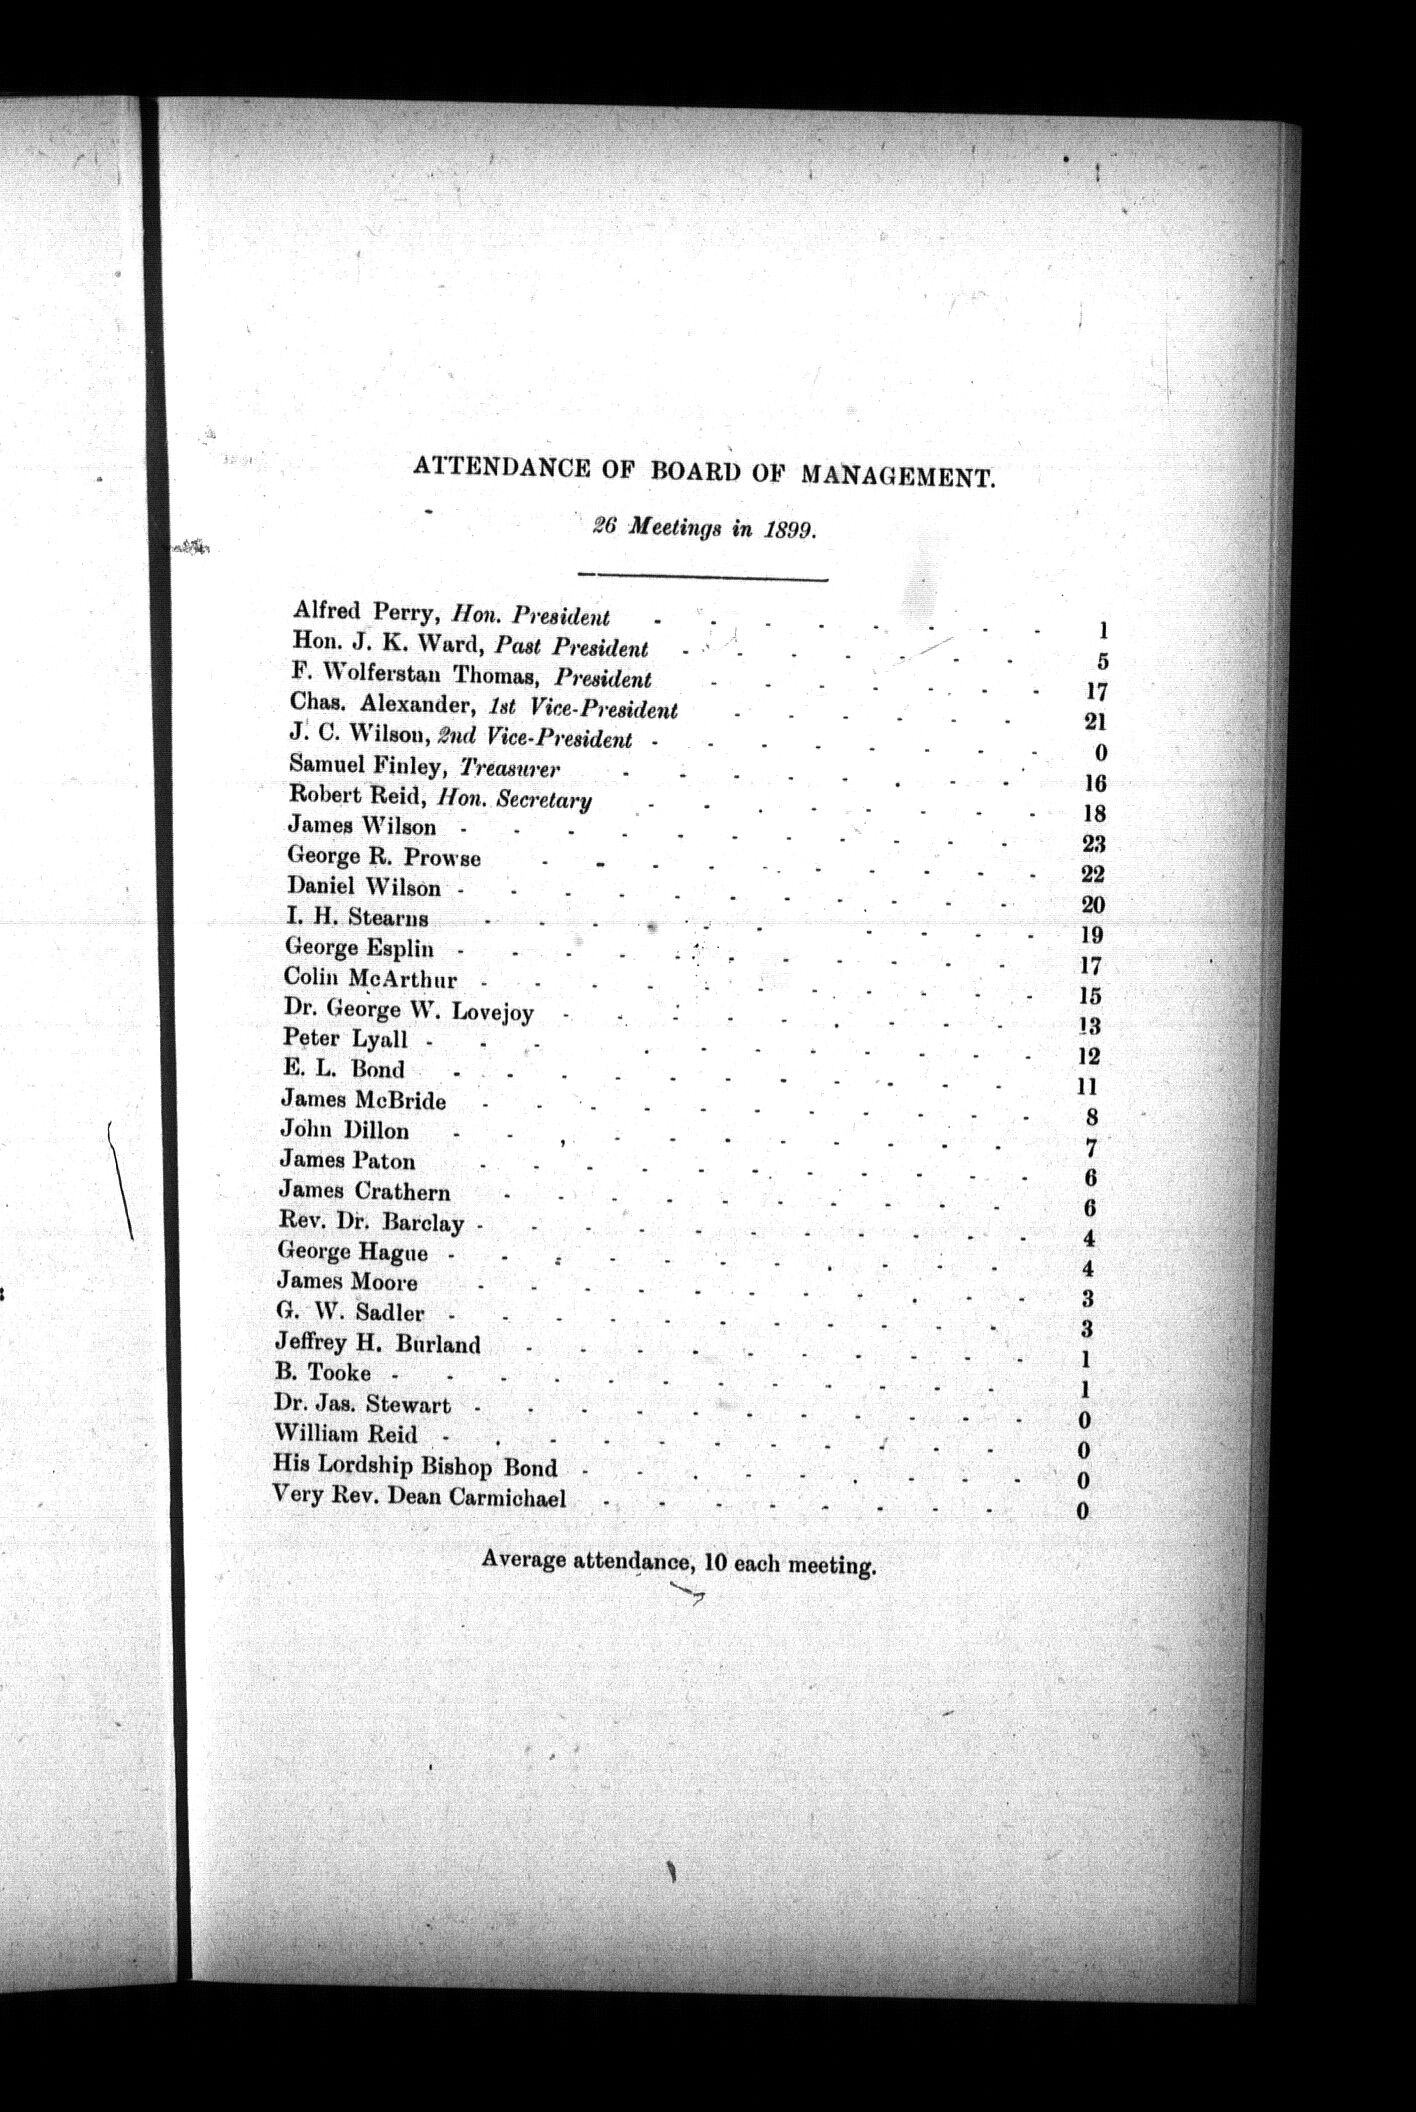 ATTENDANCE OF BOARD OF MANAGEMENT.
26 Meetings in 1899.
Alfred Perry, Hon. President - - - - - - - - 1
Hon. J. K. Ward, Past President - - - - - - - 5
F. Wolferstan Thomas, President - - - - - - - 17
Chas. Alexander, 1st Vice-President - - - - - - 21
J. C. Wilson, 2nd Vice-President - - - - - - - - 0
Samuel Finley, Treasurer - - - - - - - - 16
Robert Reid, Hon. Secretary - - - - - - - - 18
James Wilson - - - - - - - - - - - 23
George R. Prowse - - - - - - - - - - 22
Daniel Wilson - - - - - - - - - - - 20
I. H. Stearns - - - - - - - - - - 19
George Esplin - - - - - - - - - - - 17
Colin McArthur - - - - - - - - - - - 15
Dr. George W. Lovejoy - - - - - - - - - 13
Peter Lyall - - - - - - - - - - - 12
E. L. Bond - - - - - - - - - - - 11
James McBride - - - - - - - - - - - 8
John Dillon - - - - - - - - - - - 7
James Paton - - - - - - - - - - - 6
James Crathern - - - - - - - - - - 6
Rev. Dr. Barclay - - - - - - - - - - - 4
George Hague - - - - - - - - - - - 4
James Moore - - - - - - - - - - - 3
G. W. Sadler - - - - - - - - - - - 3
Jeffrey H. Burland - - - - - - - - - - 1
B. Tooke - - - - - - - - - - - - 1
Dr. Jas. Stewart - - - - - - - - - - - 0
William Reid - - - - - - - - - - - 0
His Lordship Bishop Bond - - - - - - - - - 0
Very Rev. Dean Carmichael - - - - - - - - 0
Average attendance, 10 each meeting.